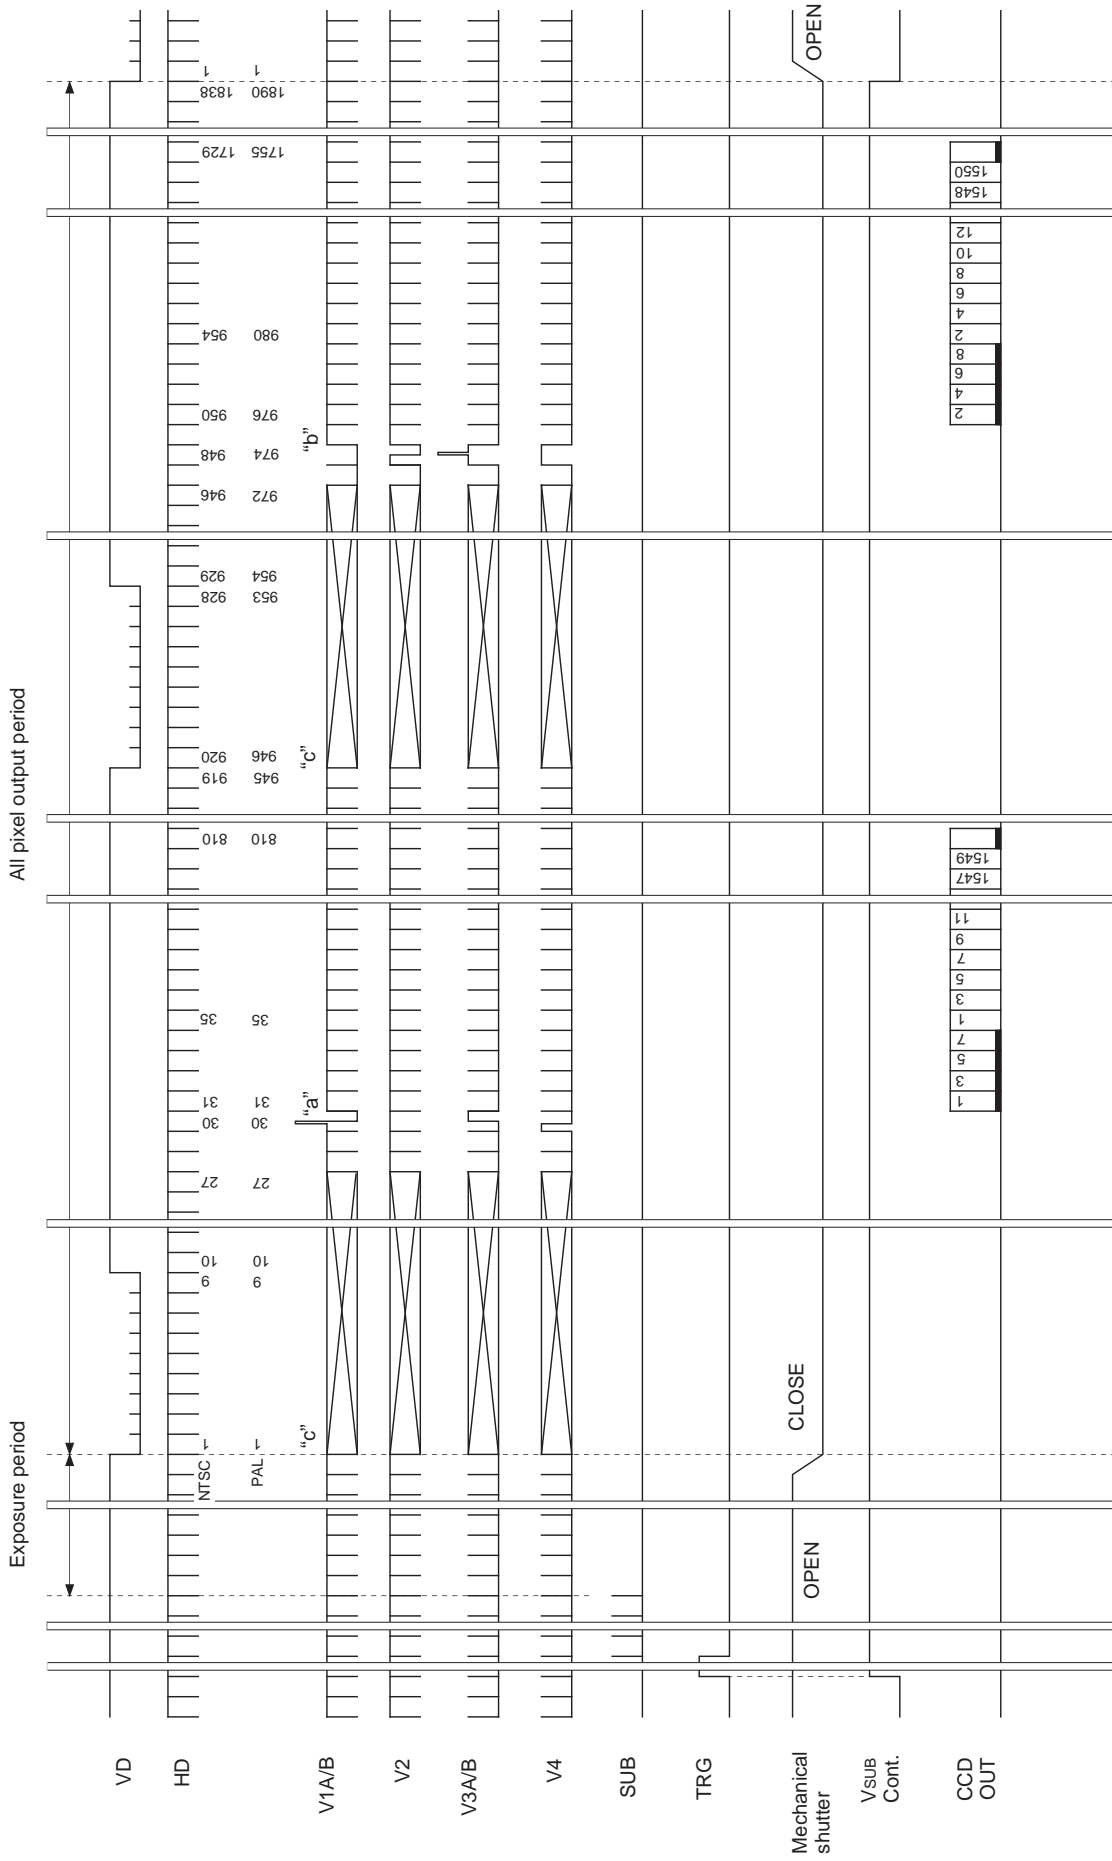 Exposure period
All pixel output period
VD
HD
NTSC
1
9
10
27
30
31
35
810
919
920
928
929
946
948
950
954
1729
1838
1
PAL
1
9
10
27
30
31
35
810
945
946
953
954
972
974
976
980
1755
1890
1
"c"
"a"
"c"
"b"
V1A/B
V2
V3A/B
V4
SUB
TRG
Mechanical
shutter
OPEN
CLOSE
OPEN
VSUB
Cont.
CCD
OUT
1
3
5
7
1
3
5
7
9
11
1547
1549
2
4
6
8
2
4
6
8
10
12
1548
1550